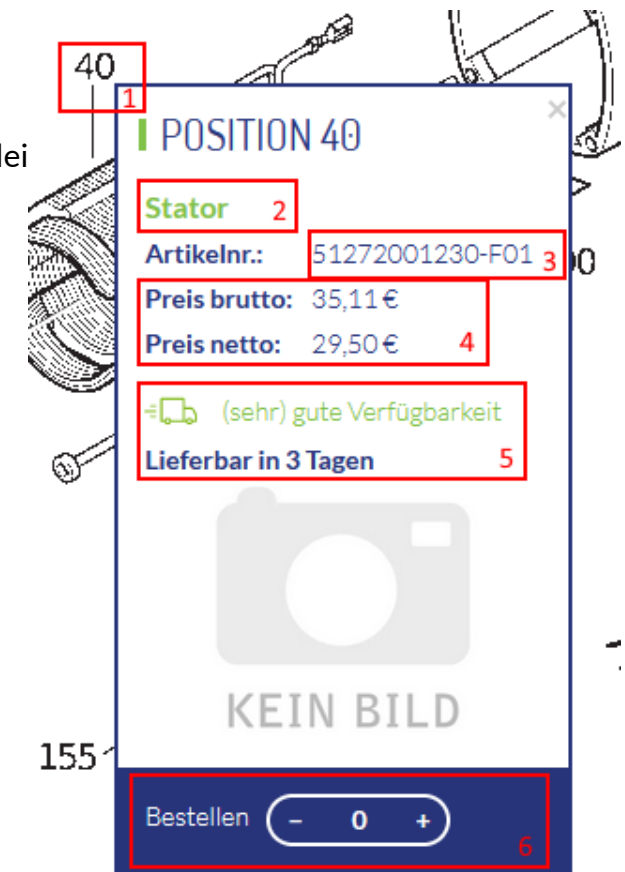 40
1
POSITION 40
×
lei
Stator 2
Artikelnr.: 51272001230-F01 3
Preis brutto: 35,11 €
Preis netto: 29,50 € 4
(sehr) gute Verfügbarkeit
Lieferbar in 3 Tagen 5
KEIN BILD
155
Bestellen - 0 +
6